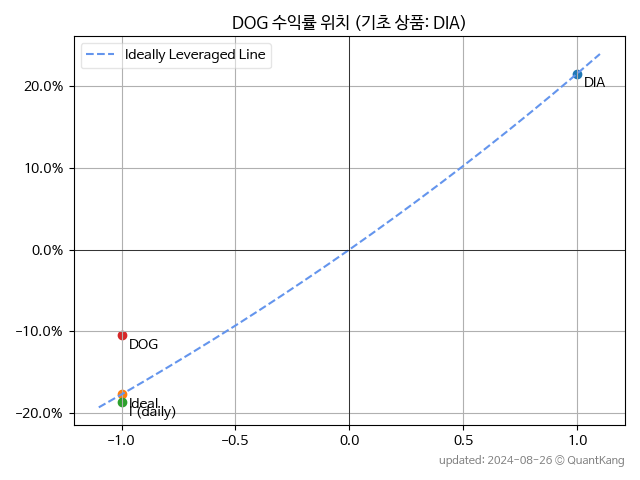 DOG 수익률 위치 (기초 상품: DIA)
Ideally Leveraged Line
20.0%
DIA
10.0%
0.0%
−10.0%
DOG
Ideal
I (daily)
−20.0%
−1.0 −0.5 0.0 0.5 1.0
updated: 2024-08-26 © QuantKang